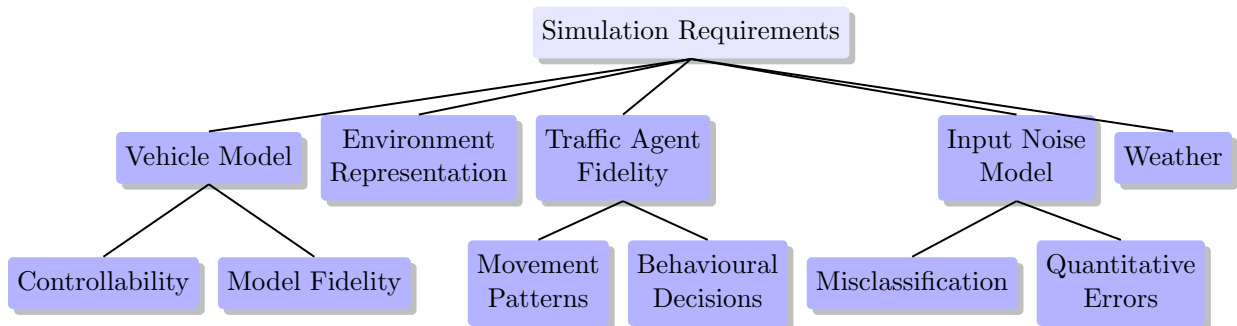 Simulation Requirements
Vehicle Model
Environment
Representation
Traffic Agent
Fidelity
Input Noise
Model
Weather
Controllability
Model Fidelity
Movement
Patterns
Behavioural
Decisions
Misclassification
Quantitative
Errors